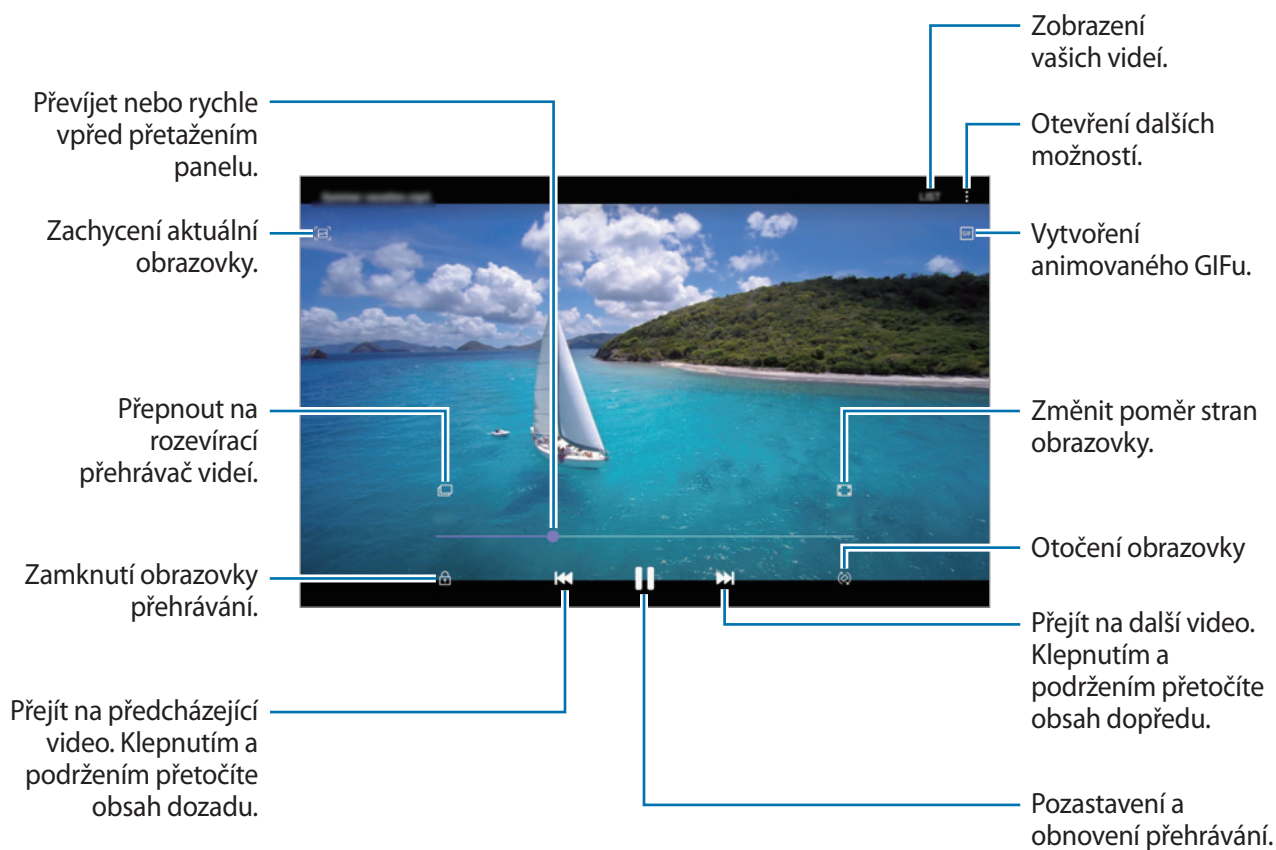 Zobrazení
vašich videí.
Převíjet nebo rychle
vpřed přetažením
panelu.
Otevření dalších
možností.
LIST
Zachycení aktuální
obrazovky.
GIF
Vytvoření
animovaného GIFu.
Přepnout na
rozevírací
přehrávač videí.
Změnit poměr stran
obrazovky.
Otočení obrazovky
Zamknutí obrazovky
přehrávání.
Přejít na další video.
Klepnutím a
podržením přetočíte
obsah dopředu.
Přejít na předcházející
video. Klepnutím a
podržením přetočíte
obsah dozadu.
Pozastavení a
obnovení přehrávání.